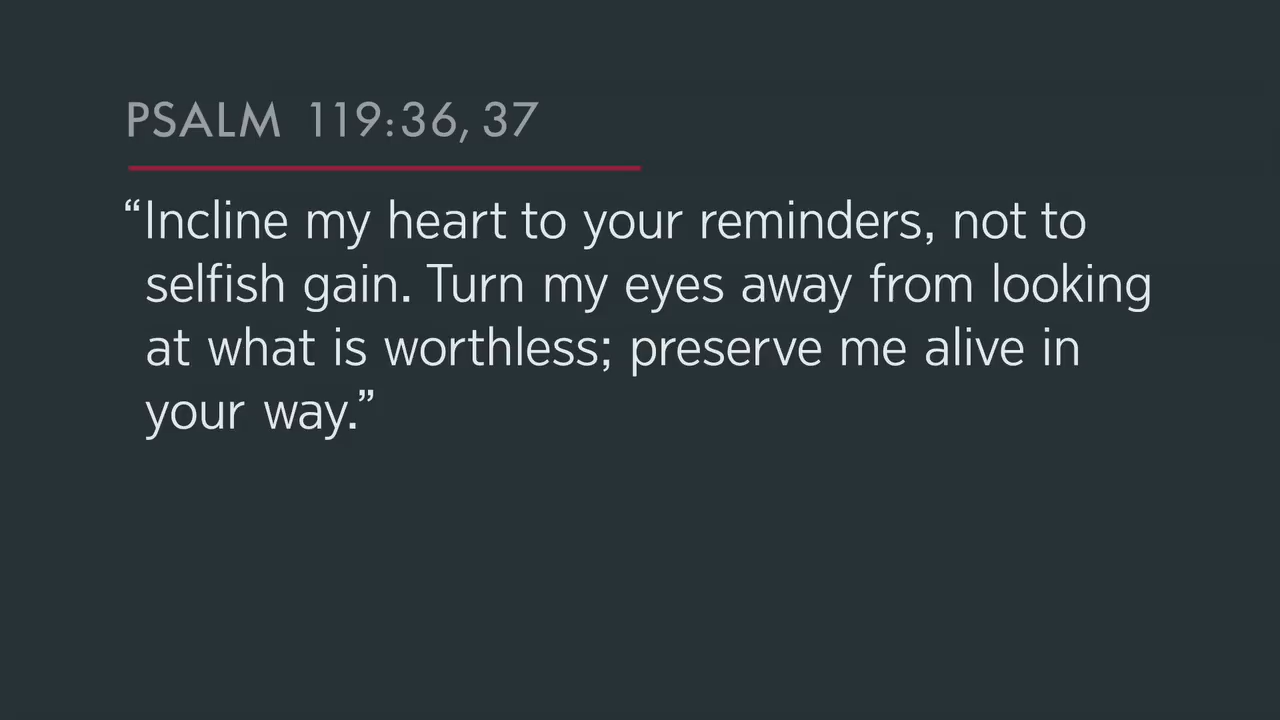 PSALM 119:36, 37
“Incline my heart to your reminders, not to
selfish gain. Turn my eyes away from looking
at what is worthless; preserve me alive in
your way.”